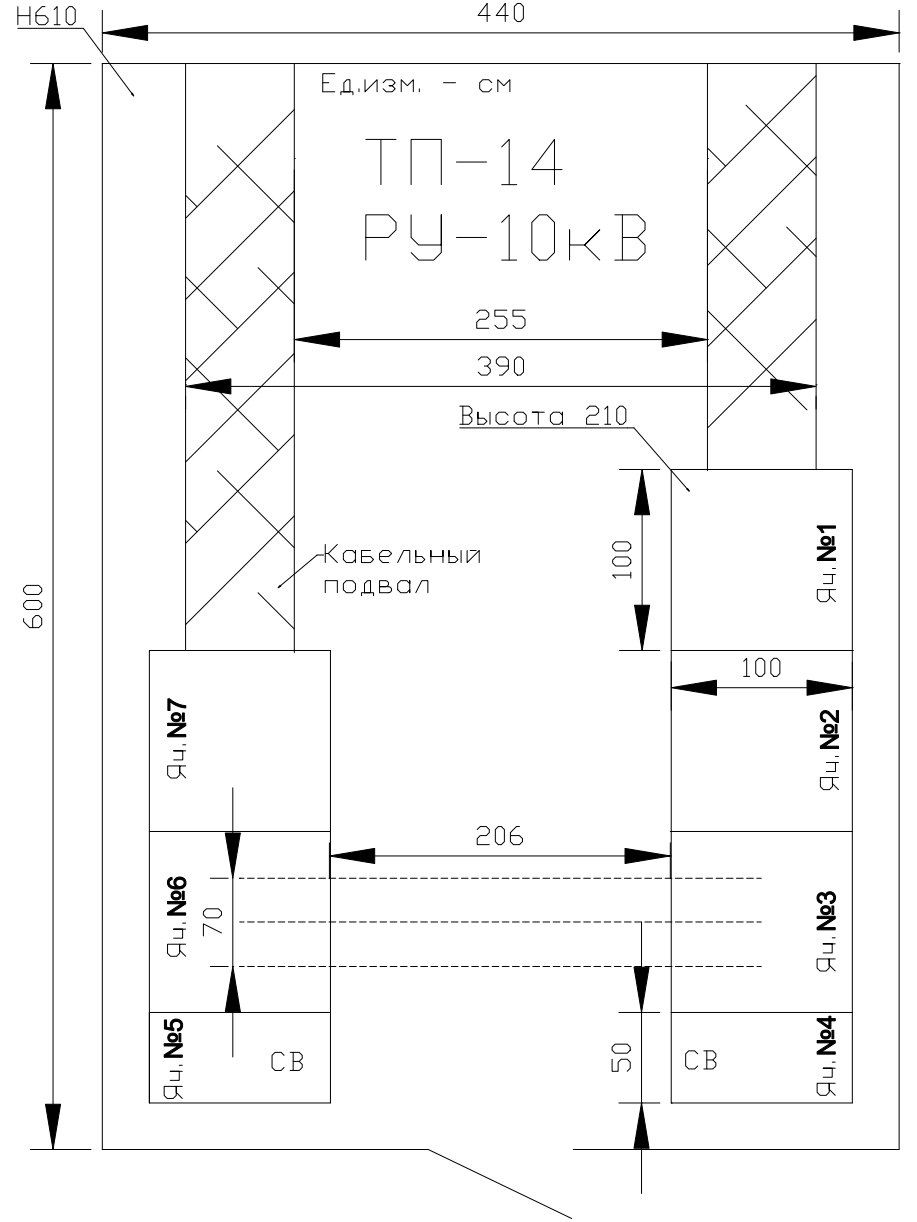 Н610
440
Ед.изм. - см
ТП-14
РУ-10кВ
255
390
Высота 210
100
Яч.№1
Кабельный
подвал
600
100
Яч.№7
Яч.№2
206
Яч.№6
70
Яч.№3
Яч.№5
СВ
50
СВ
Яч.№4